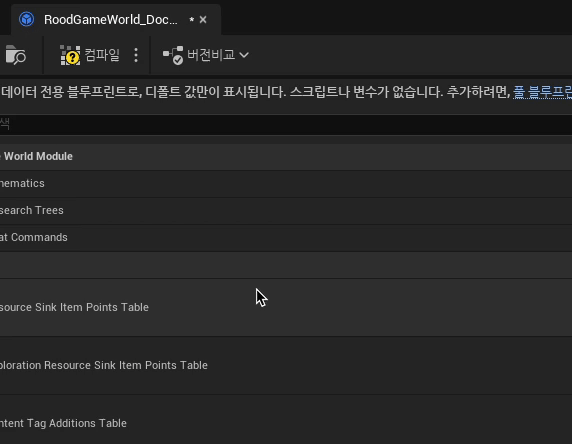 RoodGameWorld_Doc... •
컴파일
버전비교
데이터 전용 블루프린트로, 디폴트 값만이 표시됩니다. 스크립트나 변수가 없습니다. 추가하려면, 풀 블루프린
색
World Module
hematics
search Trees
at Commands
source Sink Item Points Table
ploration Resource Sink Item Points Table
ntent Tag Additions Table